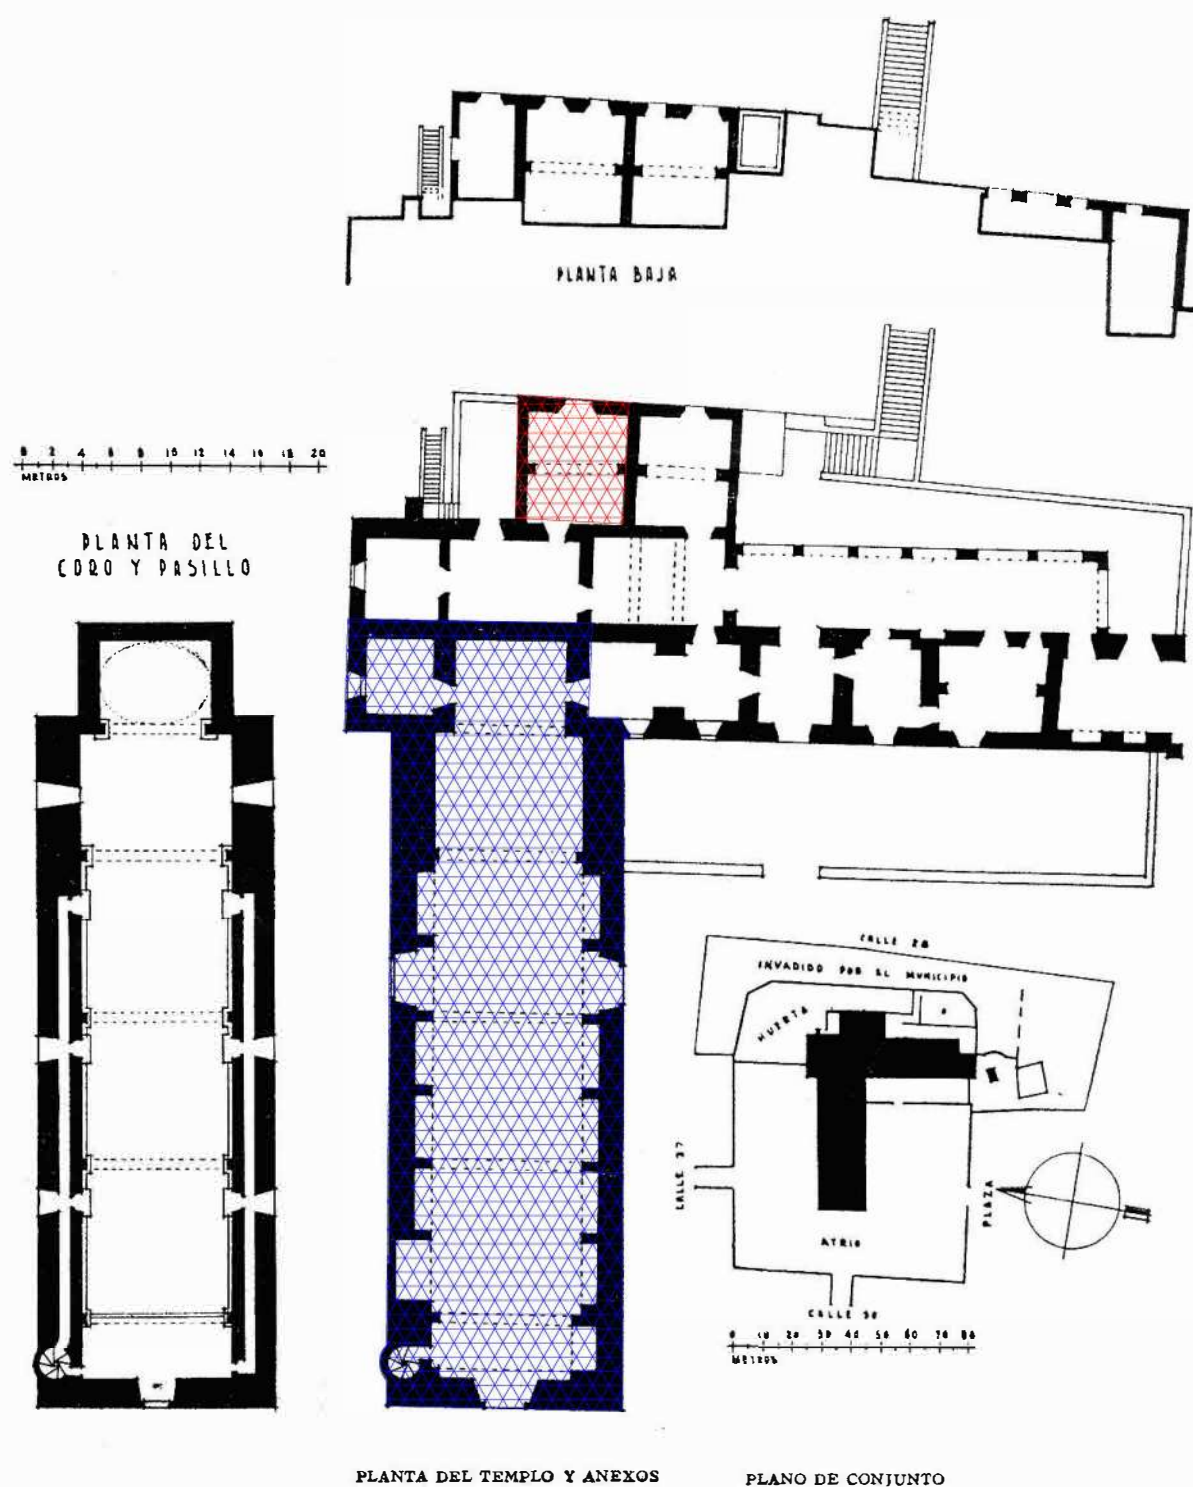 PLANTA BAJA
0 2 4 6 8 10 12 14 16 18 20
METROS
PLANTA DEL
CORO Y PASILLO
CALLE 28
INVADIDO POR EL MUNICIPIO
HUERTA
CALLE 37
PLAZA
ATRIO
CALLE 30
0 10 20 30 40 50 60 70 80
METROS
PLANTA DEL TEMPLO Y ANEXOS
PLANO DE CONJUNTO